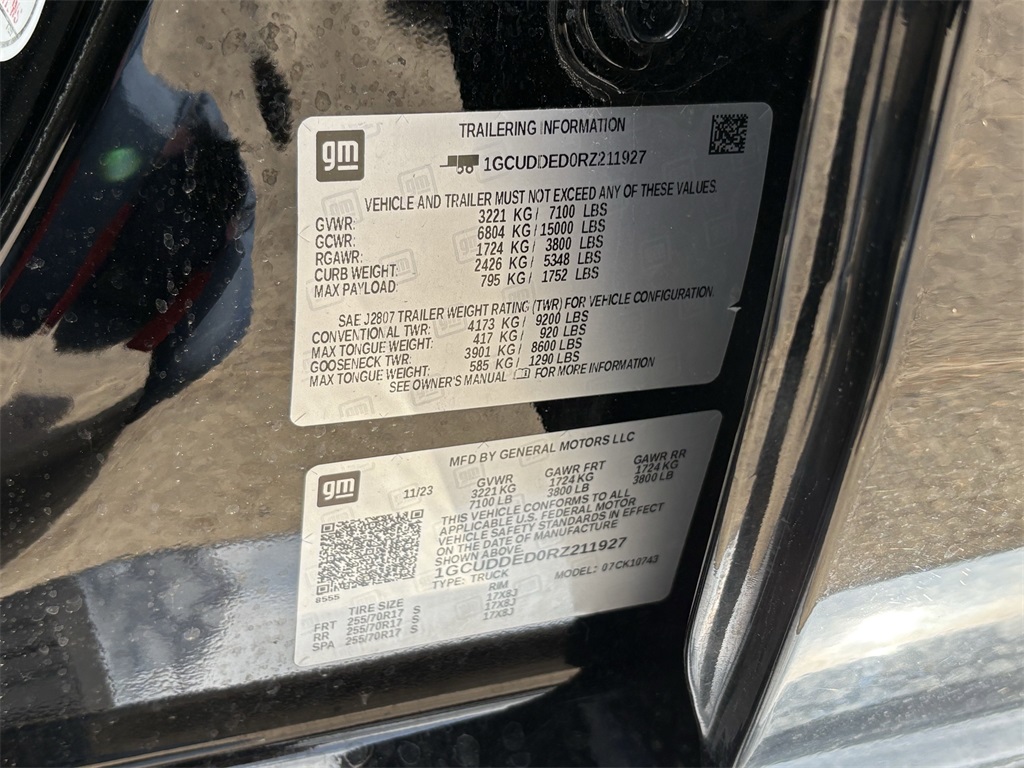 gm
TRAILERING INFORMATION
1GCUDDED0RZ211927
VEHICLE AND TRAILER MUST NOT EXCEED ANY OF THESE VALUES.
GVWR: 3221 KG / 7100 LBS
GCWR: 6804 KG / 15000 LBS
RGAWR: 1724 KG / 3800 LBS
CURB WEIGHT: 2426 KG / 5348 LBS
MAX PAYLOAD: 795 KG / 1752 LBS
SAE J2807 TRAILER WEIGHT RATING (TWR) FOR VEHICLE CONFIGURATION.
CONVENTIONAL TWR: 4173 KG / 9200 LBS
MAX TONGUE WEIGHT: 417 KG / 920 LBS
GOOSENECK TWR: 3901 KG / 8600 LBS
MAX TONGUE WEIGHT: 585 KG / 1290 LBS
SEE OWNER'S MANUAL FOR MORE INFORMATION
gm
MFD BY GENERAL MOTORS LLC
11/23 GVWR GAWR FRT GAWR RR
3221 KG 1724 KG 1724 KG
7100 LB 3800 LB 3800 LB
THIS VEHICLE CONFORMS TO ALL
APPLICABLE U.S. FEDERAL MOTOR
VEHICLE SAFETY STANDARDS IN EFFECT
ON THE DATE OF MANUFACTURE
SHOWN ABOVE.
1GCUDDED0RZ211927
TYPE: TRUCK MODEL: 07CK10743
8555
TIRE SIZE RIM
FRT 255/70R17 S 17X8J
RR 255/70R17 S 17X8J
SPA 255/70R17 S 17X8J